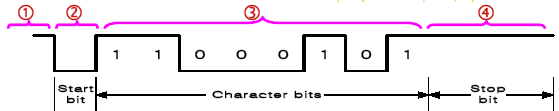 ① ② ③ ④
1 1 0 0 0 1 0 1
Start bit
Character bits
Stop bit